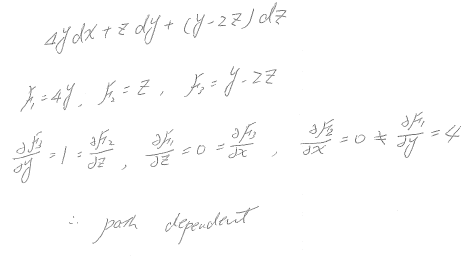 4y dx + z dy + (y - 2z) dz
F₁ = 4y, F₂ = z, F₃ = y - 2z
∂F₃/∂y = 1 = ∂F₂/∂z, ∂F₁/∂z = 0 = ∂F₃/∂x, ∂F₂/∂x = 0 ≠ ∂F₁/∂y = 4
∴ path dependent